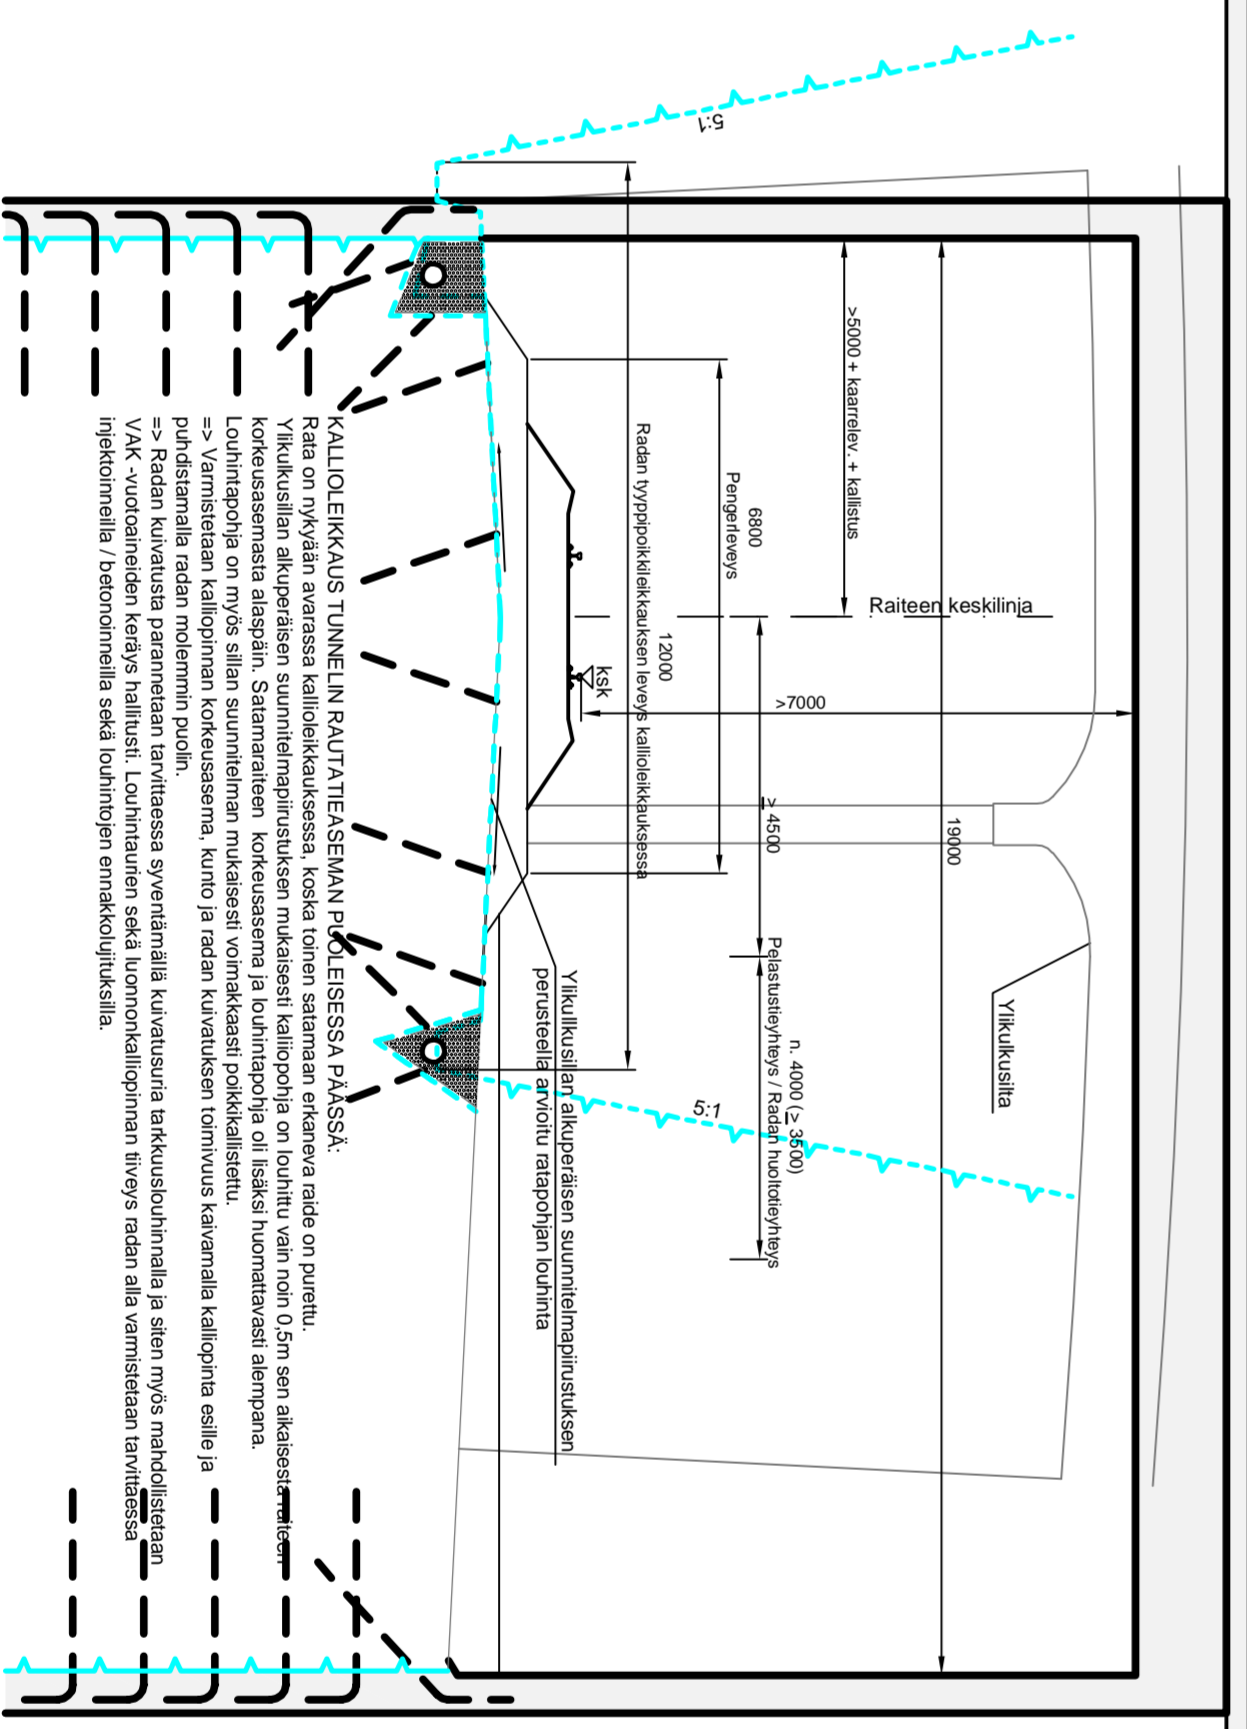 Ylikulkusilta
19000
>5000 + kaarrelev. + kallistus
Raiteen keskilinja
>7000
n. 4000 (> 3500)
Pelastustieyhteys / Radan huoltotieyhteys
> 4500
6800
Pengerleveys
5:1
5:1
12000
Radan tyyppipoikkileikkauksen leveys kallioleikkauksessa
ksk
Ylikullkusillan alkuperäisen suunnitelmapiirustuksen
perusteella arvioitu ratapohjan louhinta
KALLIOLEIKKAUS TUNNELIN RAUTATIEASEMAN PUOLEISESSA PÄÄSSÄ:
Rata on nykyään avarassa kallioleikkauksessa, koska toinen satamaan erkaneva raide on purettu.
Ylikulkusillan alkuperäisen suunnitelmapiirustuksen mukaisesti kalliopohja on louhittu vain noin 0,5m sen aikaisesta raiteen
korkeusasemasta alaspäin. Satamaraiteen korkeusasema ja louhintapohja oli lisäksi huomattavasti alempana.
Louhintapohja on myös sillan suunnitelman mukaisesti voimakkaasti poikkikallistettu.
=> Varmistetaan kalliopinnan korkeusasema, kunto ja radan kuivatuksen toimivuus kaivamalla kalliopinta esille ja
puhdistamalla radan molemmin puolin.
=> Radan kuivatusta parannetaan tarvittaessa syventämällä kuivatusuria tarkkuuslouhinnalla ja siten myös mahdollistetaan
VAK -vuotoaineiden keräys hallitusti. Louhintaurien sekä luonnonkalliopinnan tiiveys radan alla varmistetaan tarvittaessa
injektoinneilla / betonoinneilla sekä louhintojen ennakkolujituksilla.